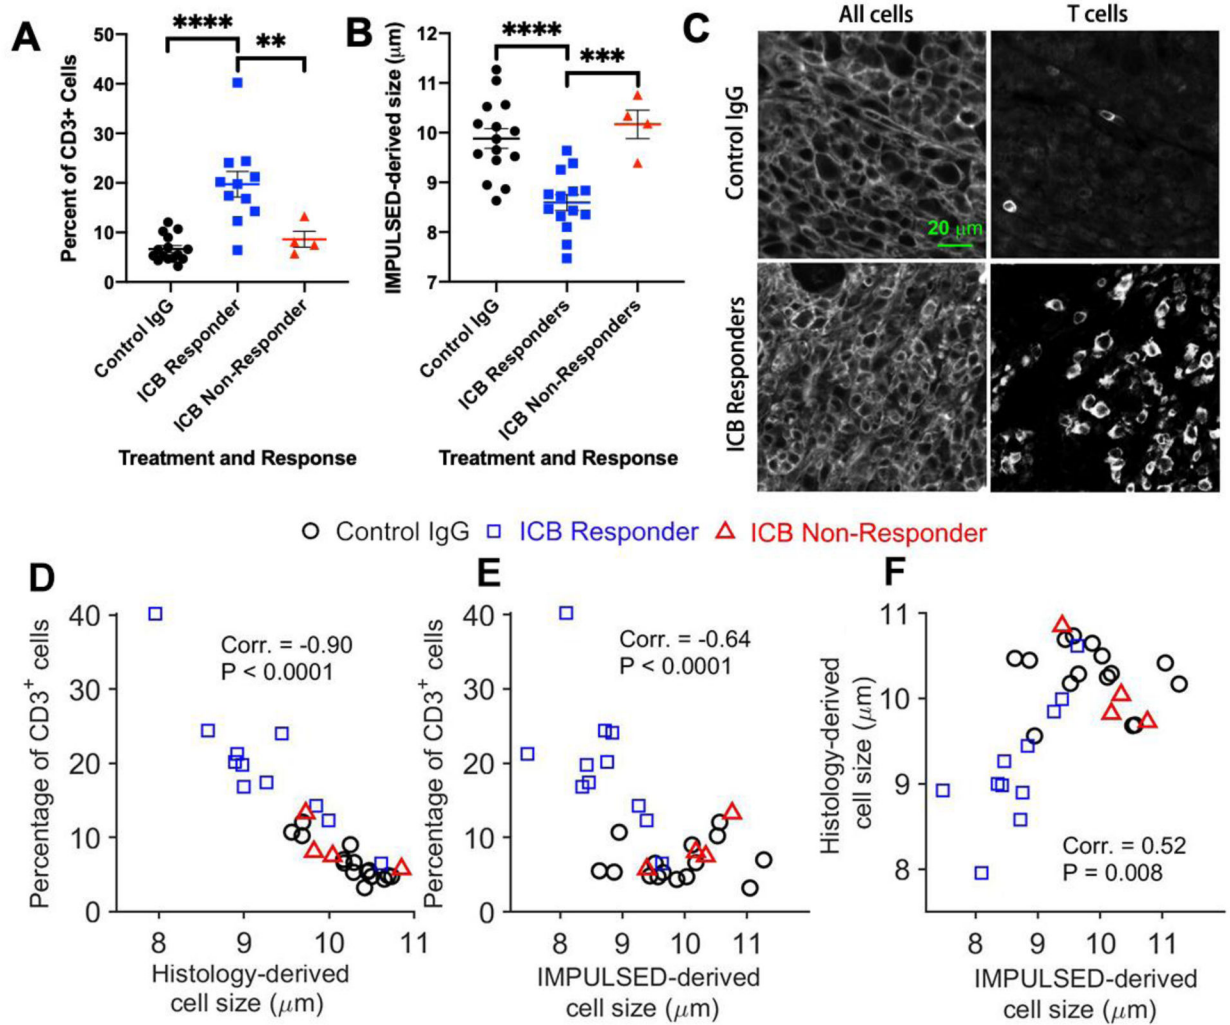 A
****
**
Percent of CD3+ Cells
50
40
30
20
10
0
Control IgG
ICB Responder
ICB Non-Responder
Treatment and Response
B
****
***
IMPULSED-derived size (μm)
12
11
10
9
8
7
Control IgG
ICB Responders
ICB Non-Responders
Treatment and Response
C
All cells
T cells
Control IgG
20 μm
ICB Responders
Control IgG
ICB Responder
ICB Non-Responder
D
Corr. = -0.90
P < 0.0001
Percentage of CD3⁺ cells
40
30
20
10
0
8 9 10 11
Histology-derived
cell size (μm)
E
Corr. = -0.64
P < 0.0001
Percentage of CD3⁺ cells
40
30
20
10
0
8 9 10 11
IMPULSED-derived
cell size (μm)
F
Histology-derived
cell size (μm)
11
10
9
8
Corr. = 0.52
P = 0.008
8 9 10 11
IMPULSED-derived
cell size (μm)